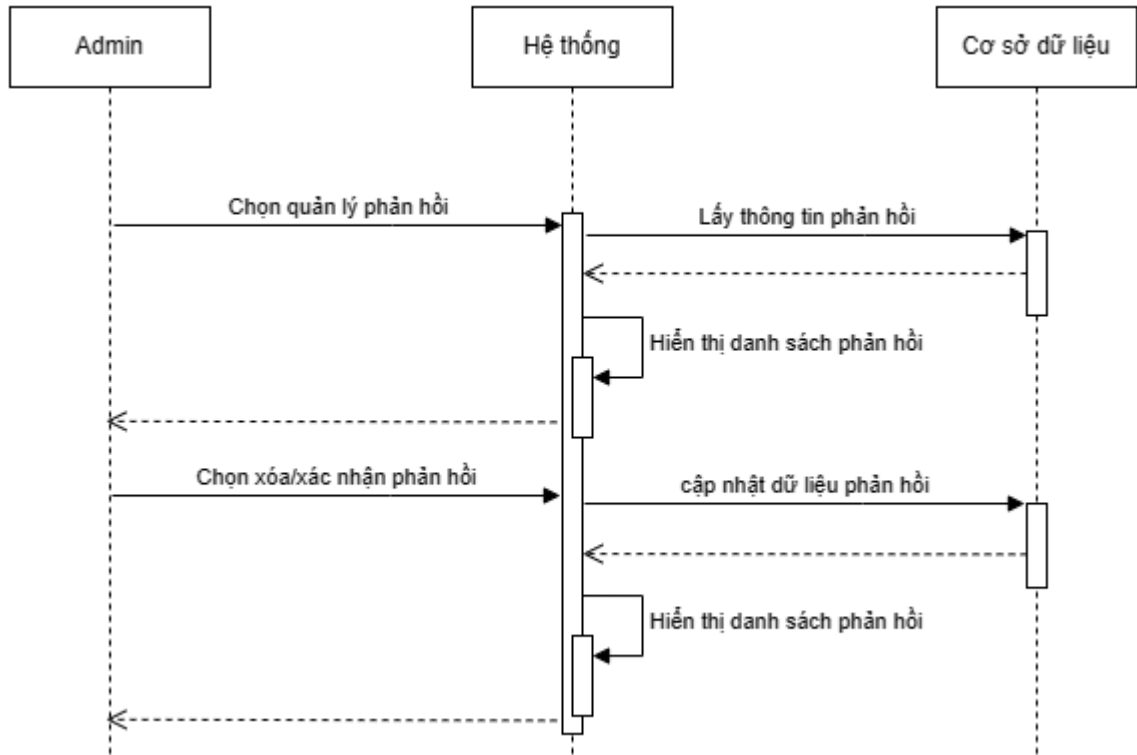 Admin
Hệ thống
Cơ sở dữ liệu
Chọn quản lý phản hồi
Lấy thông tin phản hồi
Hiển thị danh sách phản hồi
Chọn xóa/xác nhận phản hồi
cập nhật dữ liệu phản hồi
Hiển thị danh sách phản hồi